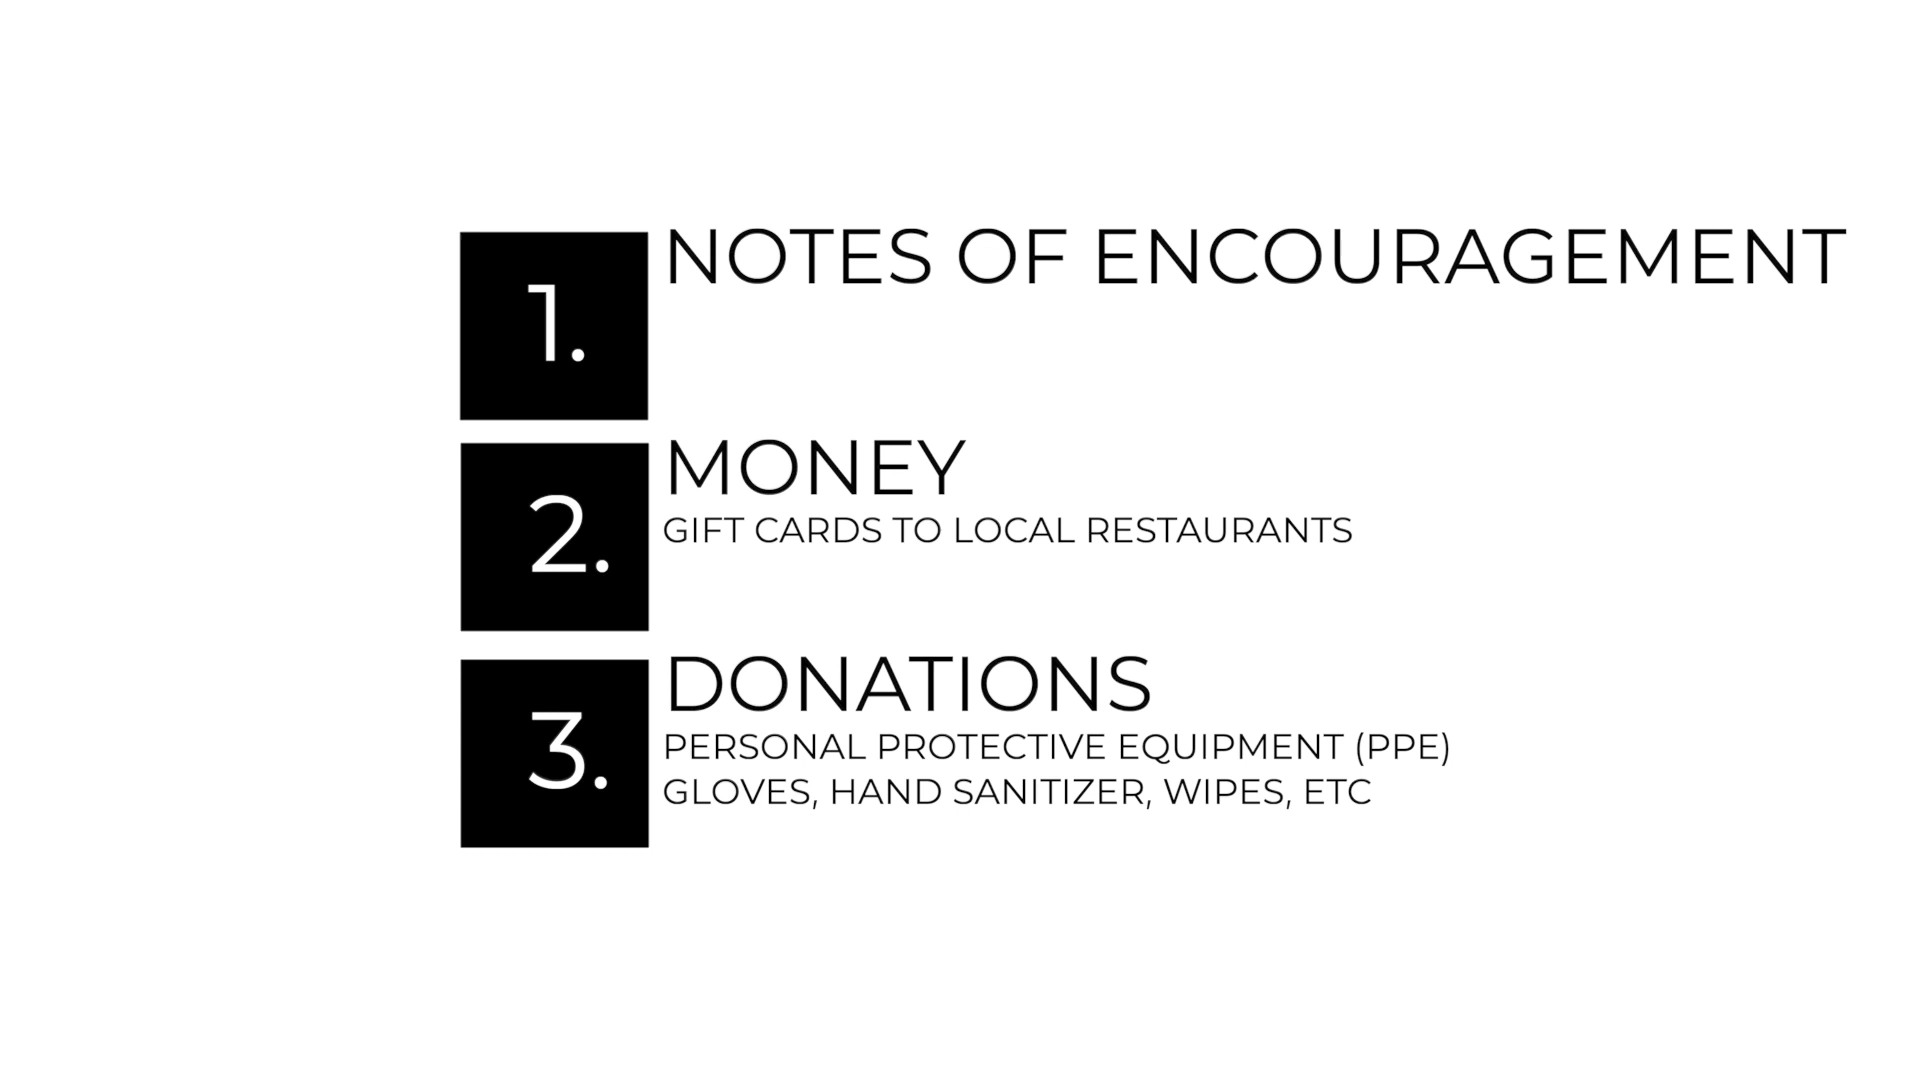 1.
NOTES OF ENCOURAGEMENT
2.
MONEY
GIFT CARDS TO LOCAL RESTAURANTS
3.
DONATIONS
PERSONAL PROTECTIVE EQUIPMENT (PPE)
GLOVES, HAND SANITIZER, WIPES, ETC